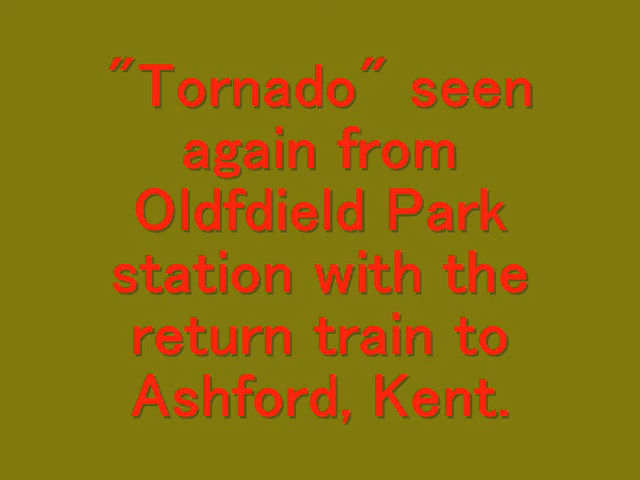 "Tornado" seen
again from
Oldfdield Park
station with the
return train to
Ashford, Kent.